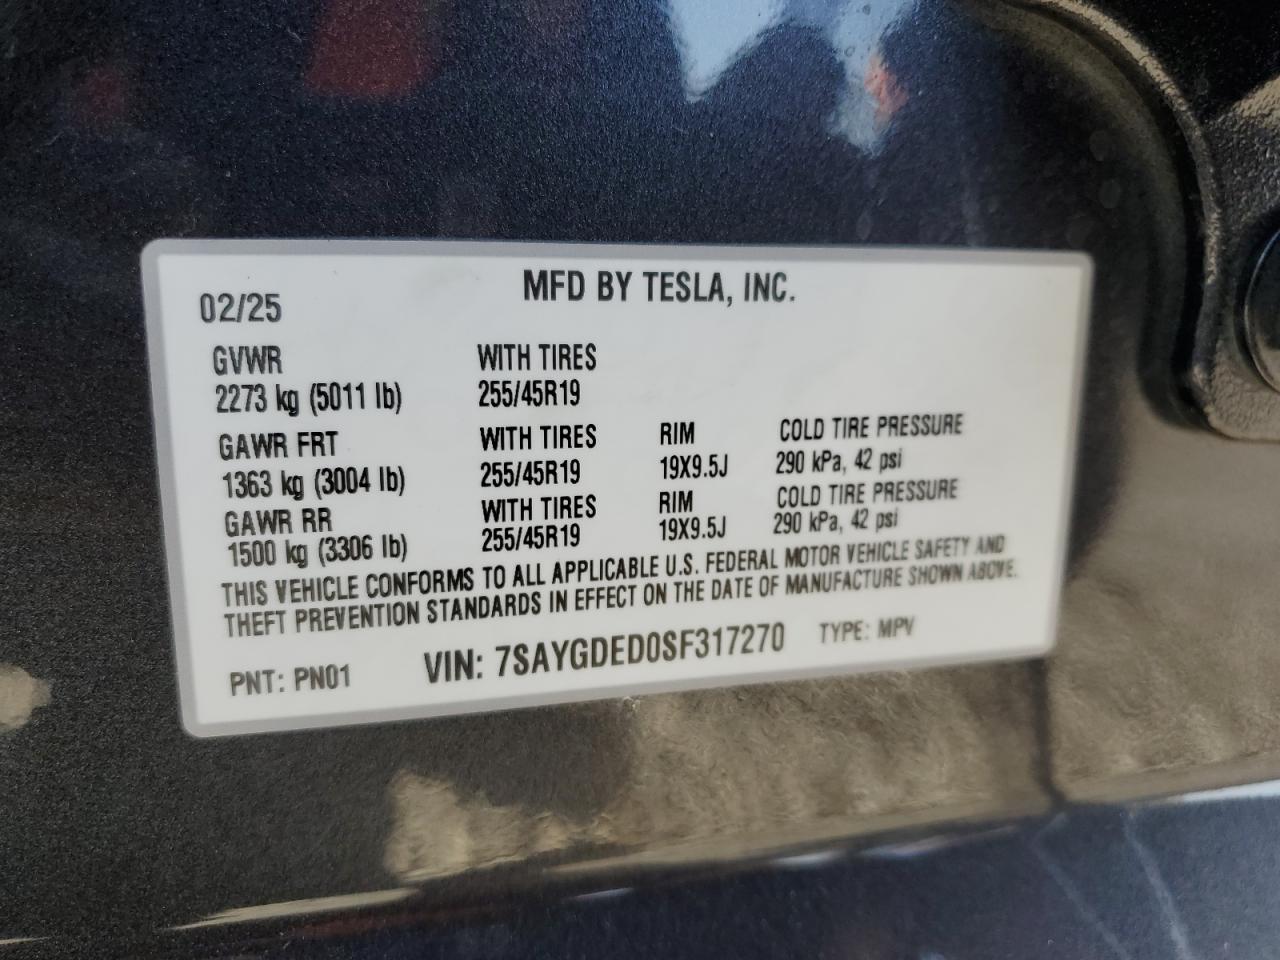 MFD BY TESLA, INC.
02/25
GVWR WITH TIRES
2273 kg (5011 lb) 255/45R19
GAWR FRT WITH TIRES RIM COLD TIRE PRESSURE
1363 kg (3004 lb) 255/45R19 19X9.5J 290 kPa, 42 psi
GAWR RR WITH TIRES RIM COLD TIRE PRESSURE
1500 kg (3306 lb) 255/45R19 19X9.5J 290 kPa, 42 psi
THIS VEHICLE CONFORMS TO ALL APPLICABLE U.S. FEDERAL MOTOR VEHICLE SAFETY AND
THEFT PREVENTION STANDARDS IN EFFECT ON THE DATE OF MANUFACTURE SHOWN ABOVE.
PNT: PN01 VIN: 7SAYGDED0SF317270 TYPE: MPV